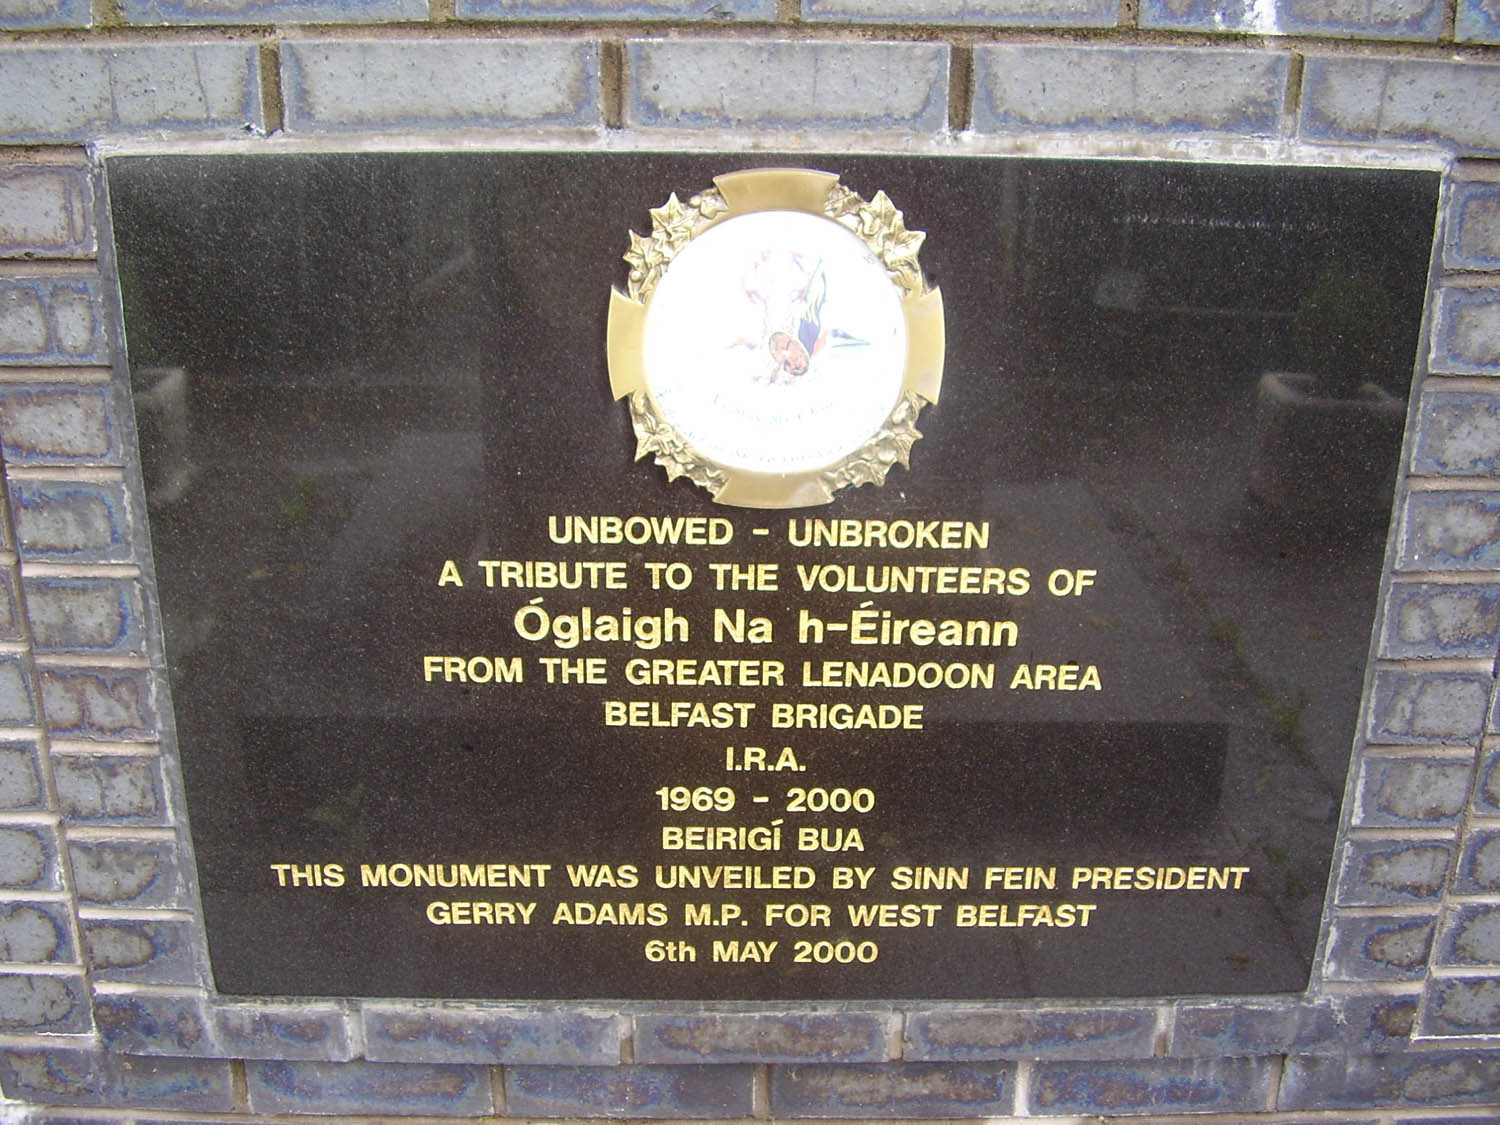 UNBOWED - UNBROKEN
A TRIBUTE TO THE VOLUNTEERS OF
Óglaigh Na h-Éireann
FROM THE GREATER LENADOON AREA
BELFAST BRIGADE
I.R.A.
1969 - 2000
BEIRIGÍ BUA
THIS MONUMENT WAS UNVEILED BY SINN FEIN PRESIDENT
GERRY ADAMS M.P. FOR WEST BELFAST
6th MAY 2000